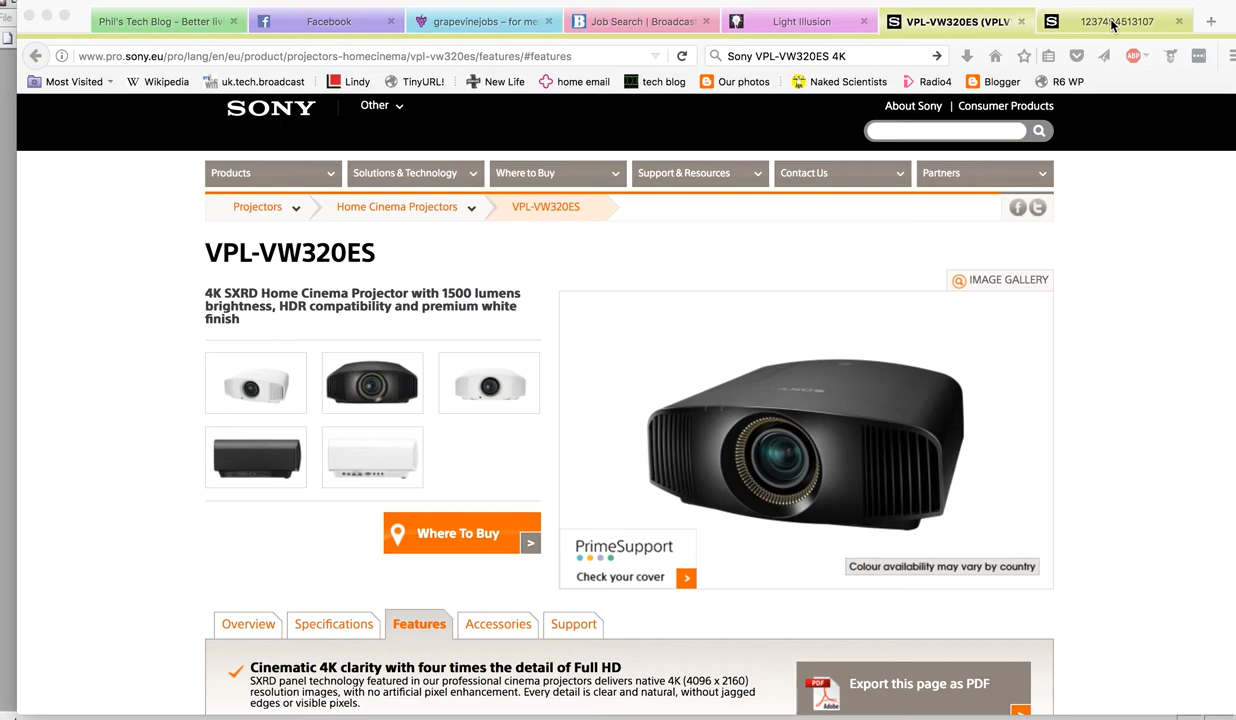 Phil's Tech Blog - Better liv
Facebook
grapevinejobs – for me
Job Search | Broadcas
Light Illusion
VPL-VW320ES (VPLV
1237494513107
www.pro.sony.eu/pro/lang/en/eu/product/projectors-homecinema/vpl-vw320es/features/#features
Sony VPL-VW320ES 4K
ABP
Most Visited
Wikipedia
uk.tech.broadcast
Lindy
TinyURL!
New Life
home email
tech blog
Our photos
Naked Scientists
Radio4
Blogger
R6 WP
SONY
Other
About Sony | Consumer Products
Products
Solutions & Technology
Where to Buy
Support & Resources
Contact Us
Partners
Projectors
Home Cinema Projectors
VPL-VW320ES
VPL-VW320ES
IMAGE GALLERY
4K SXRD Home Cinema Projector with 1500 lumens
brightness, HDR compatibility and premium white
finish
SONY
Where To Buy
PrimeSupport
Check your cover
Colour availability may vary by country
Overview
Specifications
Features
Accessories
Support
Cinematic 4K clarity with four times the detail of Full HD
SXRD panel technology featured in our professional cinema projectors delivers native 4K (4096 x 2160)
resolution images, with no artificial pixel enhancement. Every detail is clear and natural, without jagged
edges or visible pixels.
PDF
Adobe
Export this page as PDF